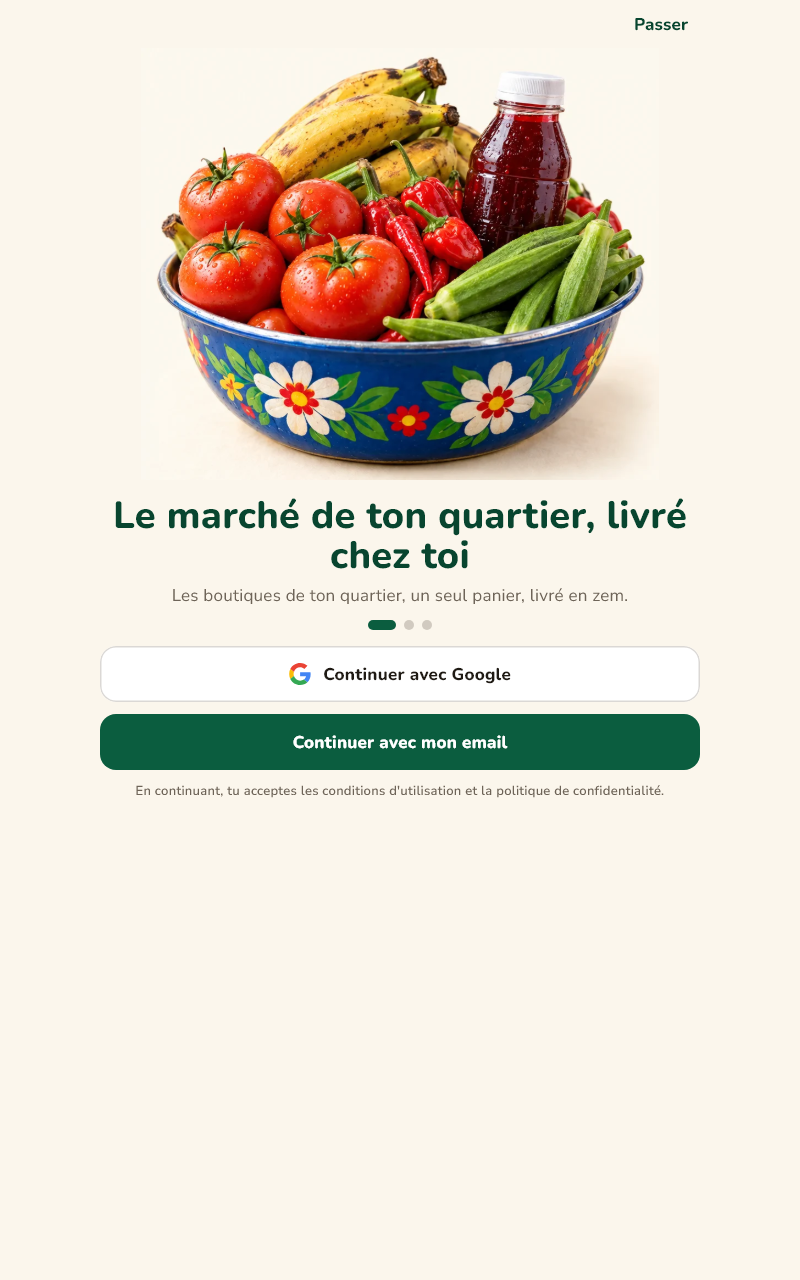 Passer
Le marché de ton quartier, livré
chez toi
Les boutiques de ton quartier, un seul panier, livré en zem.
Continuer avec Google
Continuer avec mon email
En continuant, tu acceptes les conditions d'utilisation et la politique de confidentialité.